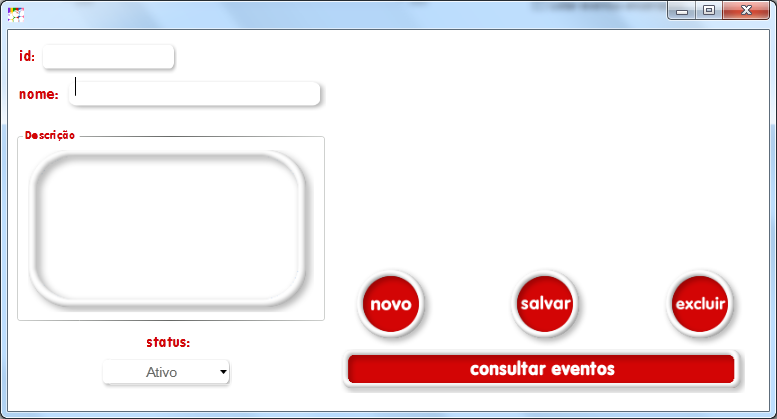 id:
nome:
Descrição
novo
salvar
excluir
status:
Ativo
consultar eventos